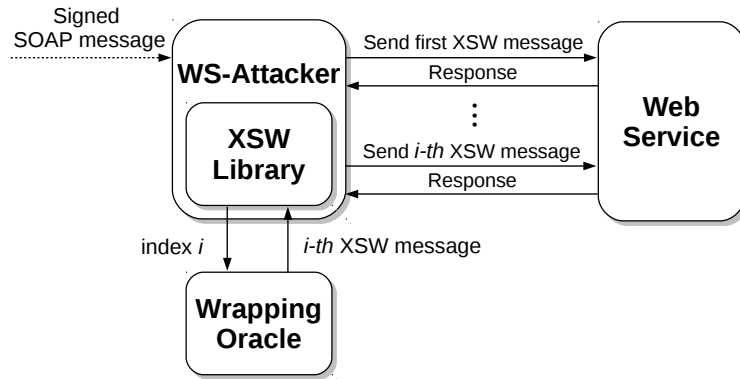 Signed
SOAP message
WS-Attacker
XSW
Library
Send first XSW message
Response
⋮
Send i-th XSW message
Response
Web
Service
index i
i-th XSW message
Wrapping
Oracle